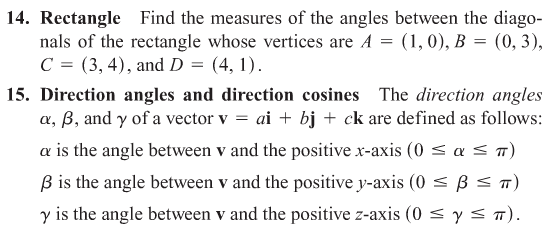 14. Rectangle Find the measures of the angles between the diago-
nals of the rectangle whose vertices are A = (1, 0), B = (0, 3),
C = (3, 4), and D = (4, 1).
15. Direction angles and direction cosines The direction angles
α, β, and γ of a vector v = ai + bj + ck are defined as follows:
α is the angle between v and the positive x-axis (0 ≤ α ≤ π)
β is the angle between v and the positive y-axis (0 ≤ β ≤ π)
γ is the angle between v and the positive z-axis (0 ≤ γ ≤ π).